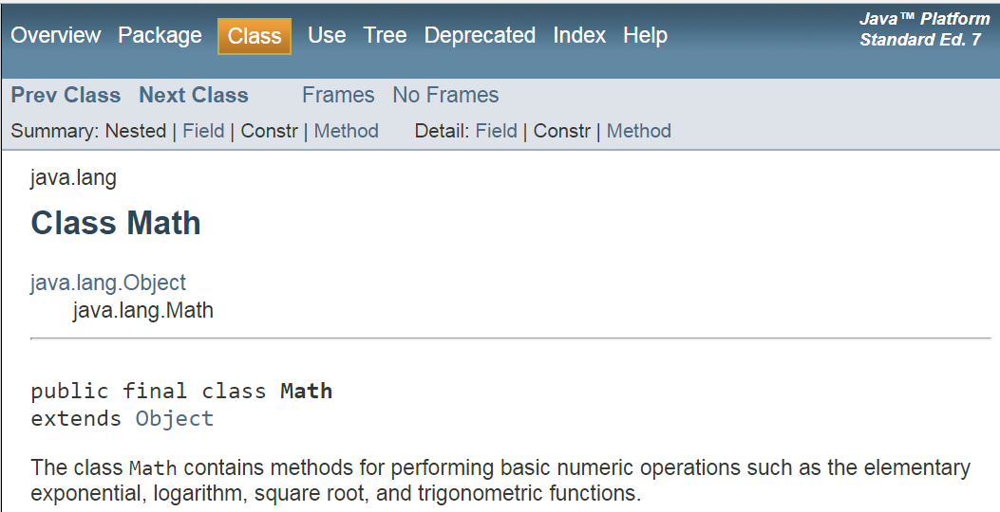 Overview Package Class Use Tree Deprecated Index Help
Java™ Platform
Standard Ed. 7
Prev Class Next Class Frames No Frames
Summary: Nested | Field | Constr | Method Detail: Field | Constr | Method
java.lang
Class Math
java.lang.Object
java.lang.Math
public final class Math
extends Object
The class Math contains methods for performing basic numeric operations such as the elementary
exponential, logarithm, square root, and trigonometric functions.